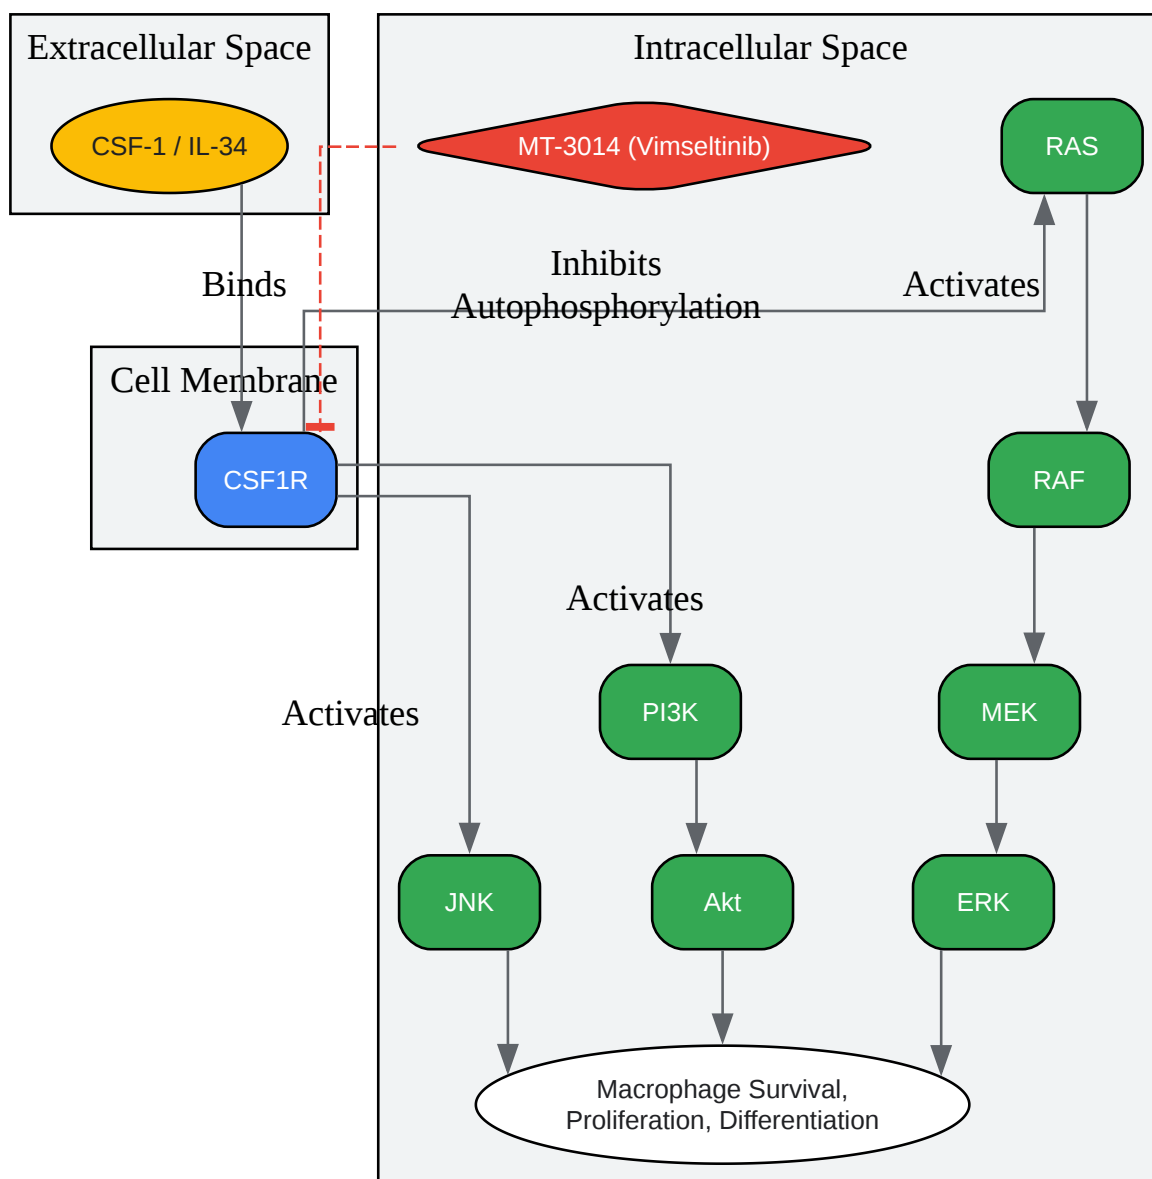 Extracellular Space
Intracellular Space
CSF-1 / IL-34
MT-3014 (Vimseltinib)
RAS
Binds
Inhibits
Autophosphorylation
Activates
Cell Membrane
CSF1R
RAF
Activates
Activates
PI3K
MEK
JNK
Akt
ERK
Macrophage Survival,
Proliferation, Differentiation